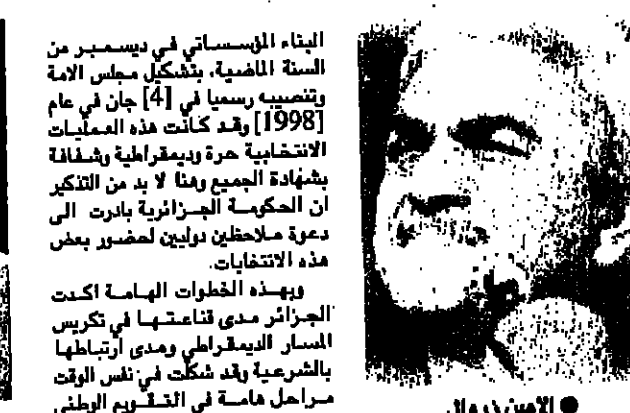 البناء المؤسساتي في ديسمبر من
السنة الماضية، بتشكيل مجلس الامة
وتنصيبه رسميا في [4] جان في عام
[1998] وقد كانت هذه العمليات
الانتخابية حرة وديمقراطية وشفافة
بشهادة الجميع وهنا لا بد من التذكير
ان الحكومة الجزائرية بادرت الى
دعوة ملاحظين دوليين لحضور بعض
هذه الانتخابات.
وبهذه الخطوات الهامة اكدت
الجزائر مدى قناعتها في تكريس
المسار الديمقراطي ومدى ارتباطها
بالشرعية وقد شكلت في نفس الوقت
مراحل هامة في التقويم الوطني
● الامين زروال